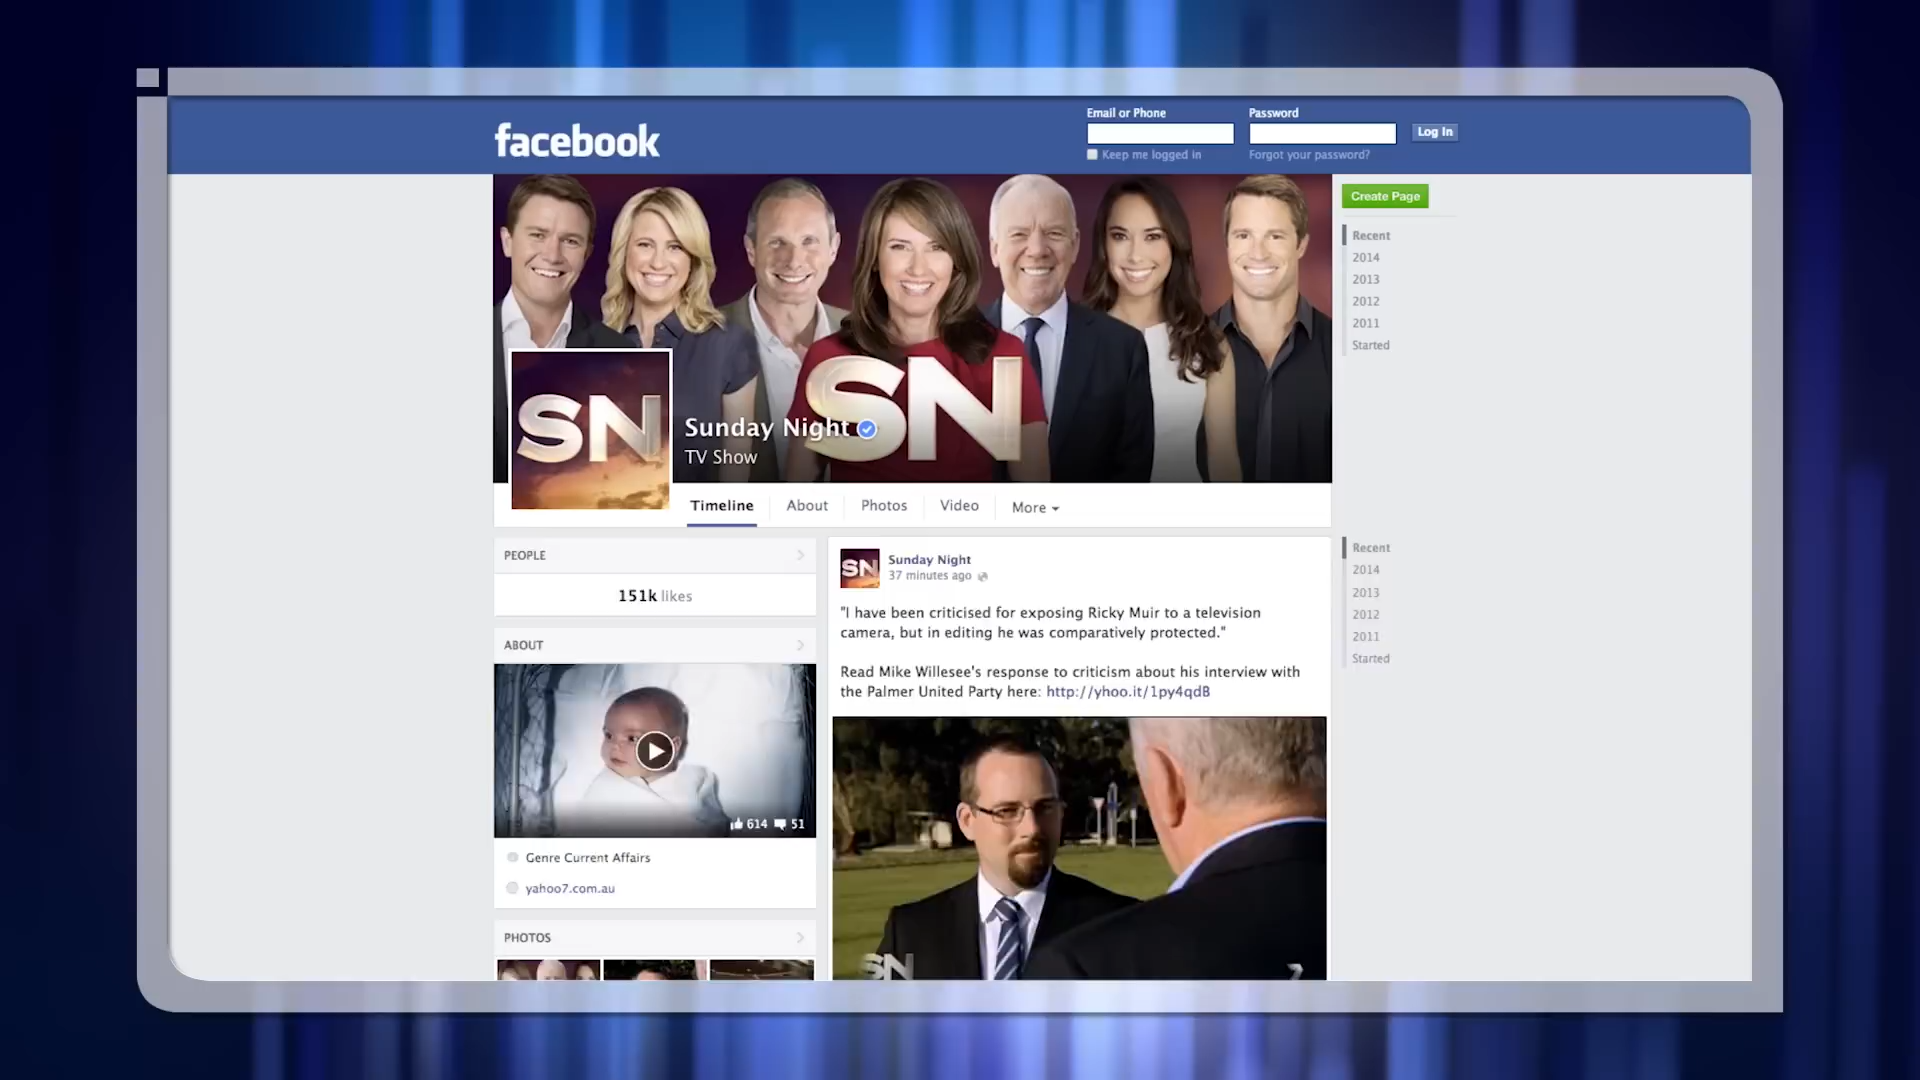 facebook
Email or Phone
Password
Log In
Keep me logged in
Forgot your password?
Create Page
Recent
2014
2013
2012
2011
Started
SN
SN
Sunday Night
TV Show
Timeline
About
Photos
Video
More
PEOPLE
151k likes
ABOUT
614
51
Genre Current Affairs
yahoo7.com.au
PHOTOS
SN
Sunday Night
37 minutes ago
"I have been criticised for exposing Ricky Muir to a television
camera, but in editing he was comparatively protected."
Read Mike Willesee's response to criticism about his interview with
the Palmer United Party here: http://yhoo.it/1py4qdB
SN
7
Recent
2014
2013
2012
2011
Started